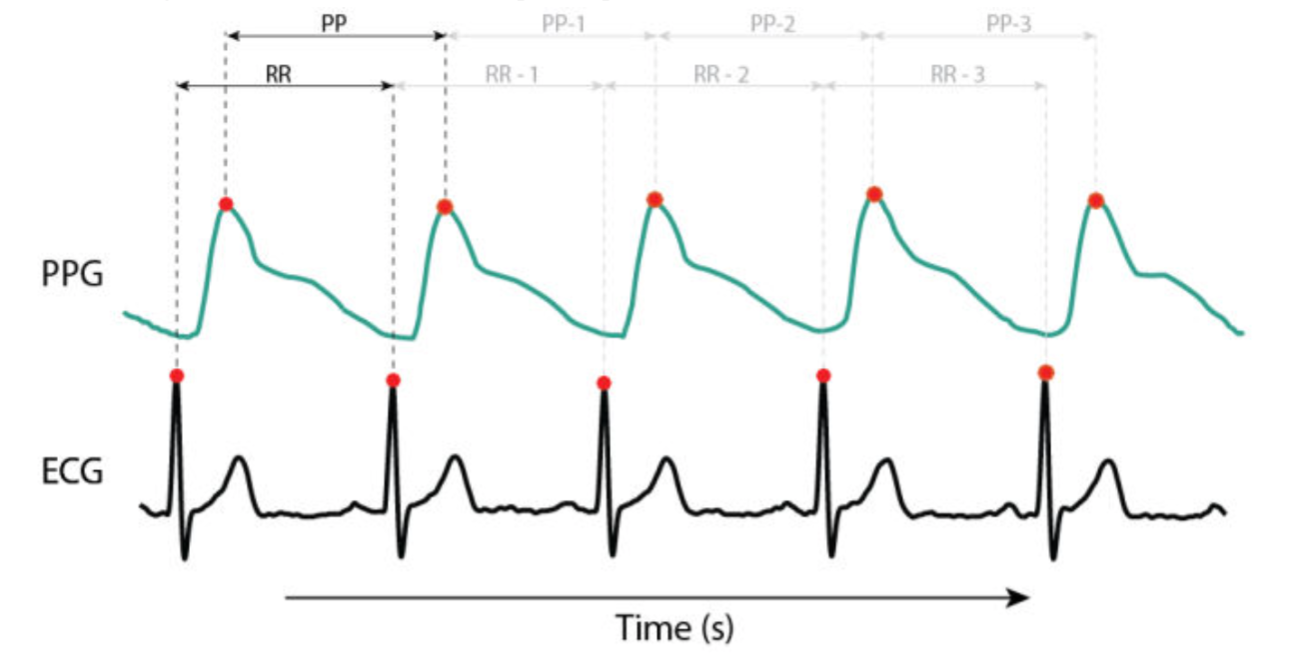 PP
PP-1
PP-2
PP-3
RR
RR - 1
RR - 2
RR - 3
PPG
ECG
Time (s)